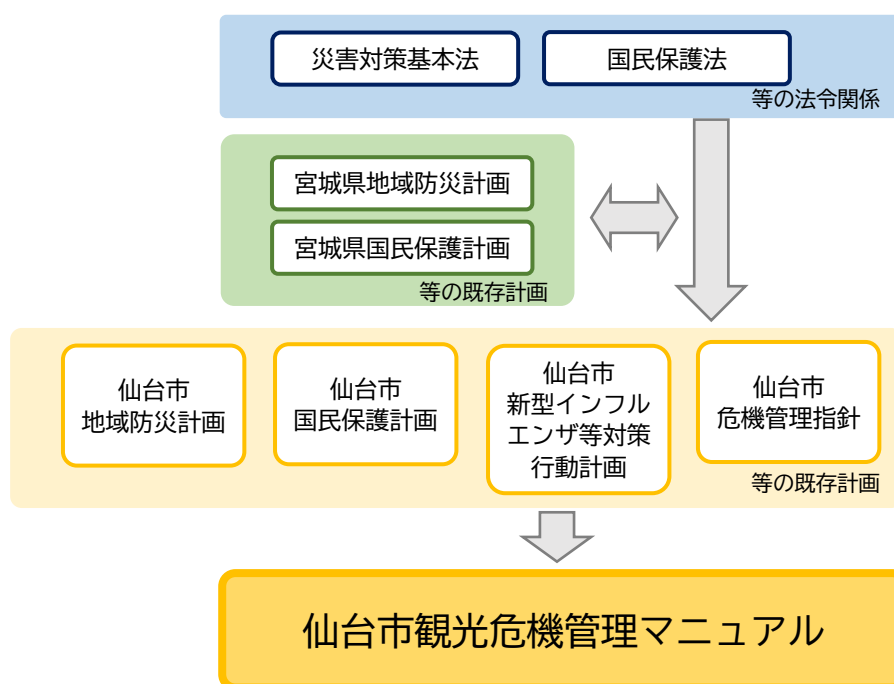 災害対策基本法
国民保護法
等の法令関係
宮城県地域防災計画
宮城県国民保護計画
等の既存計画
仙台市
地域防災計画
仙台市
国民保護計画
仙台市
新型インフル
エンザ等対策
行動計画
仙台市
危機管理指針
等の既存計画
仙台市観光危機管理マニュアル